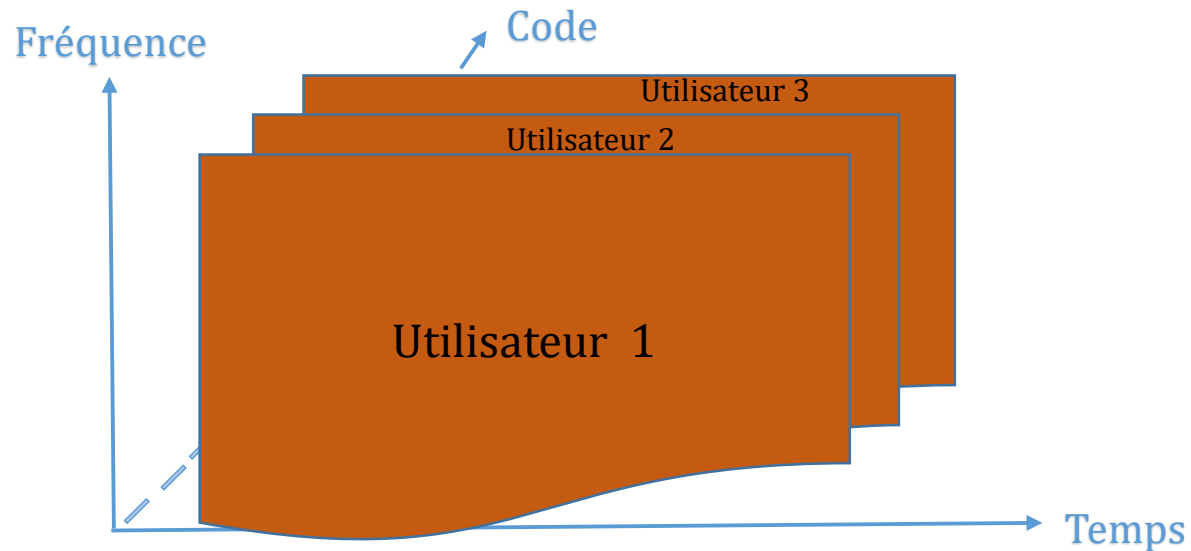 Code
Fréquence
Utilisateur 3
Utilisateur 2
Utilisateur 1
Temps